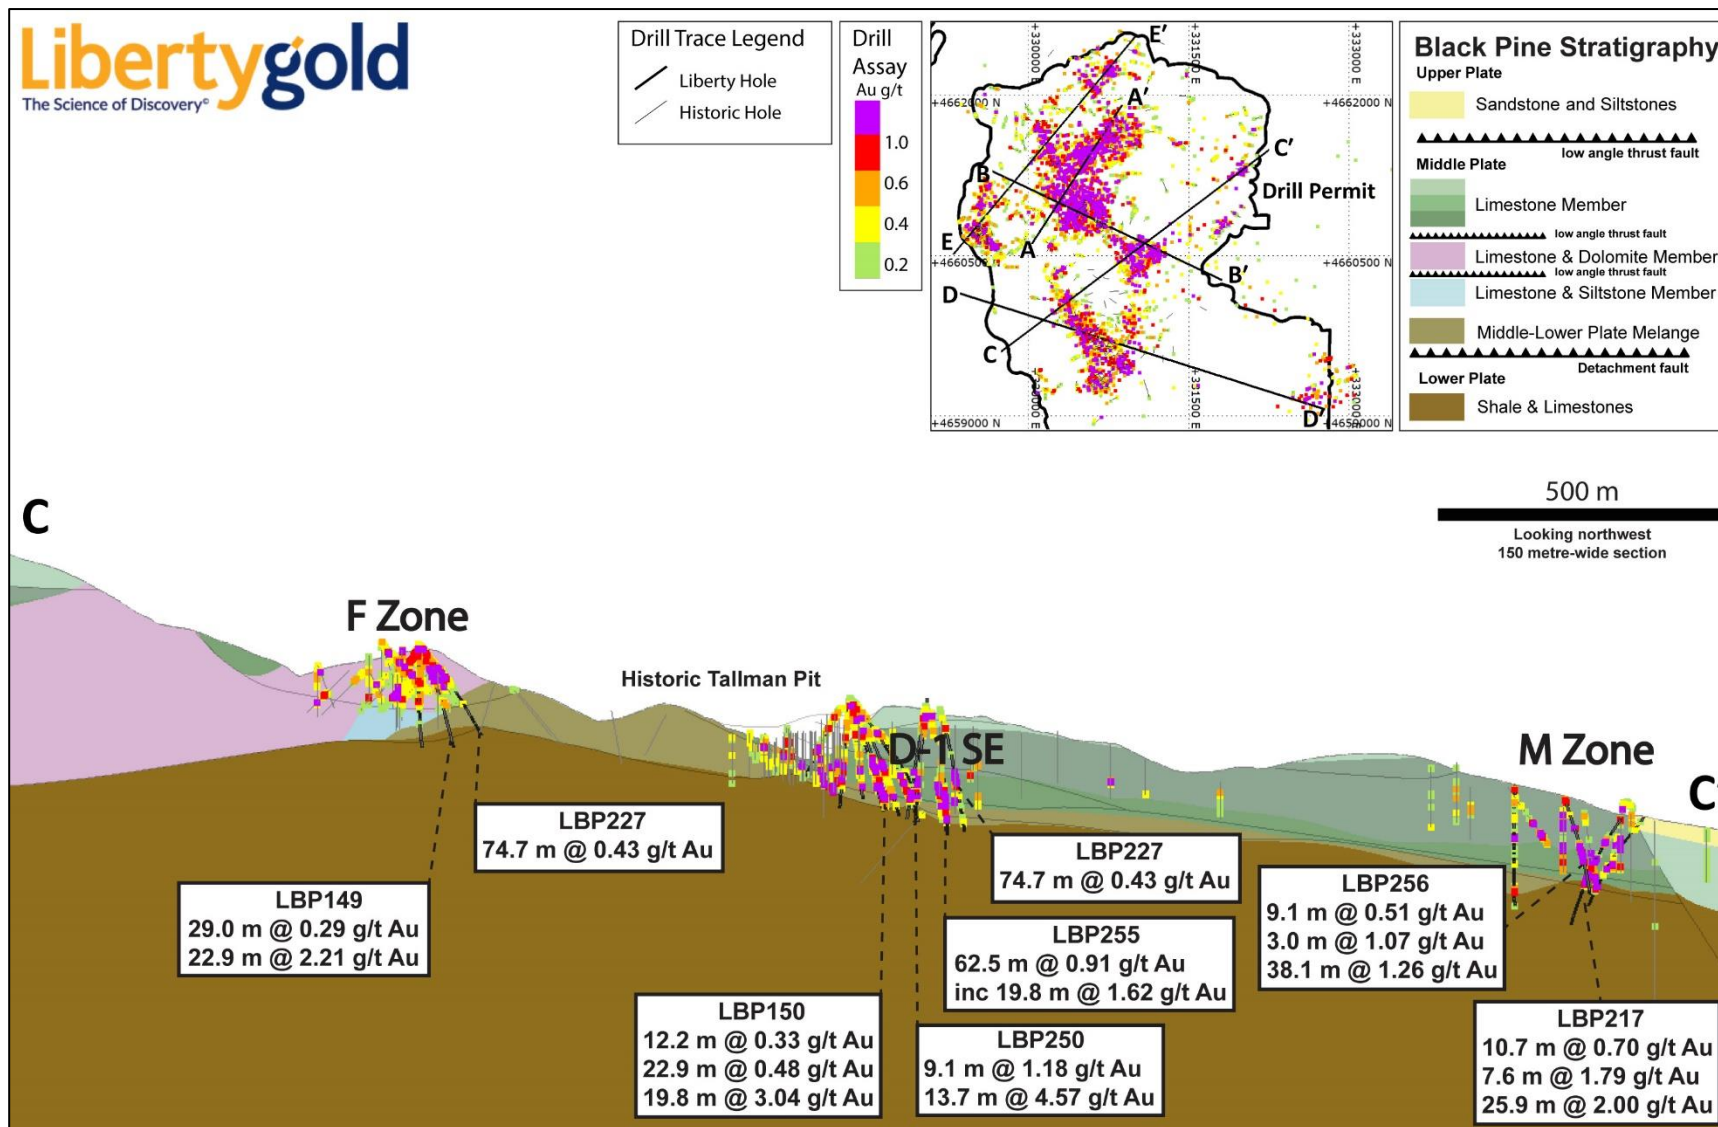 Libertygold
The Science of Discovery©
Drill Trace Legend
Liberty Hole
Historic Hole
Drill
Assay
Au g/t
1.0
0.6
0.4
0.2
+330000 E
+331500 E
+333000 E
+4662000 N
+4662000 N
+4660500 N
+4660500 N
+4659000 N
+4659000 N
E'
A'
C'
B
Drill Permit
E
A
B'
D
C
D'
Black Pine Stratigraphy
Upper Plate
Sandstone and Siltstones
low angle thrust fault
Middle Plate
Limestone Member
low angle thrust fault
Limestone & Dolomite Member
low angle thrust fault
Limestone & Siltstone Member
Middle-Lower Plate Melange
Detachment fault
Lower Plate
Shale & Limestones
C
500 m
Looking northwest
150 metre-wide section
F Zone
Historic Tallman Pit
D-1 SE
M Zone
C'
LBP227
74.7 m @ 0.43 g/t Au
LBP149
29.0 m @ 0.29 g/t Au
22.9 m @ 2.21 g/t Au
LBP227
74.7 m @ 0.43 g/t Au
LBP255
62.5 m @ 0.91 g/t Au
inc 19.8 m @ 1.62 g/t Au
LBP150
12.2 m @ 0.33 g/t Au
22.9 m @ 0.48 g/t Au
19.8 m @ 3.04 g/t Au
LBP250
9.1 m @ 1.18 g/t Au
13.7 m @ 4.57 g/t Au
LBP256
9.1 m @ 0.51 g/t Au
3.0 m @ 1.07 g/t Au
38.1 m @ 1.26 g/t Au
LBP217
10.7 m @ 0.70 g/t Au
7.6 m @ 1.79 g/t Au
25.9 m @ 2.00 g/t Au